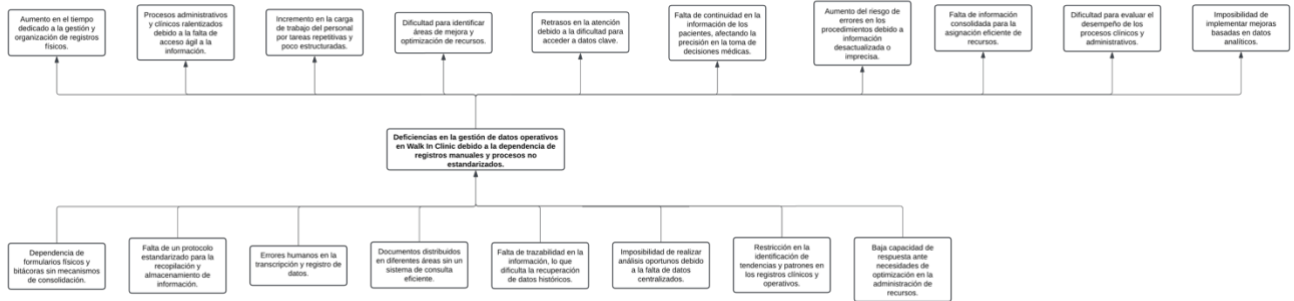 Aumento en el tiempo
dedicado a la gestión y
organización de registros
físicos.
Procesos administrativos
y clínicos ralentizados
debido a la falta de
acceso ágil a la
información.
Incremento en la carga
de trabajo del personal
por tareas repetitivas y
poco estructuradas.
Dificultad para identificar
áreas de mejora y
optimización de recursos.
Retrasos en la atención
debido a la dificultad para
acceder a datos clave.
Falta de continuidad en la
información de los
pacientes, afectando la
precisión en la toma de
decisiones médicas.
Aumento del riesgo de
errores en los
procedimientos debido a
información
desactualizada o
imprecisa.
Falta de información
consolidada para la
asignación eficiente de
recursos.
Dificultad para evaluar el
desempeño de los
procesos clínicos y
administrativos.
Imposibilidad de
implementar mejoras
basadas en datos
analíticos.
Deficiencias en la gestión de datos operativos
en Walk In Clinic debido a la dependencia de
registros manuales y procesos no
estandarizados.
Dependencia de
formularios físicos y
bitácoras sin mecanismos
de consolidación.
Falta de un protocolo
estandarizado para la
recopilación y
almacenamiento de
información.
Errores humanos en la
transcripción y registro de
datos.
Documentos distribuidos
en diferentes áreas sin un
sistema de consulta
eficiente.
Falta de trazabilidad en la
información, lo que
dificulta la recuperación
de datos históricos.
Imposibilidad de realizar
análisis oportunos debido
a la falta de datos
centralizados.
Restricción en la
identificación de
tendencias y patrones en
los registros clínicos y
operativos.
Baja capacidad de
respuesta ante
necesidades de
optimización en la
administración de
recursos.